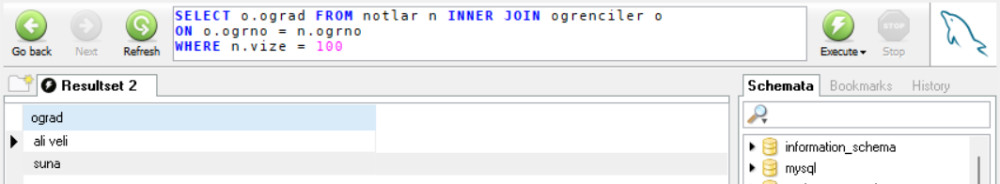 SELECT o.ograd FROM notlar n INNER JOIN ogrenciler o
ON o.ogrno = n.ogrno
WHERE n.vize = 100
Go back
Next
Refresh
Execute
STOP
Stop
Resultset 2
Schemata
Bookmarks
History
ograd
ali veli
suna
information_schema
mysql